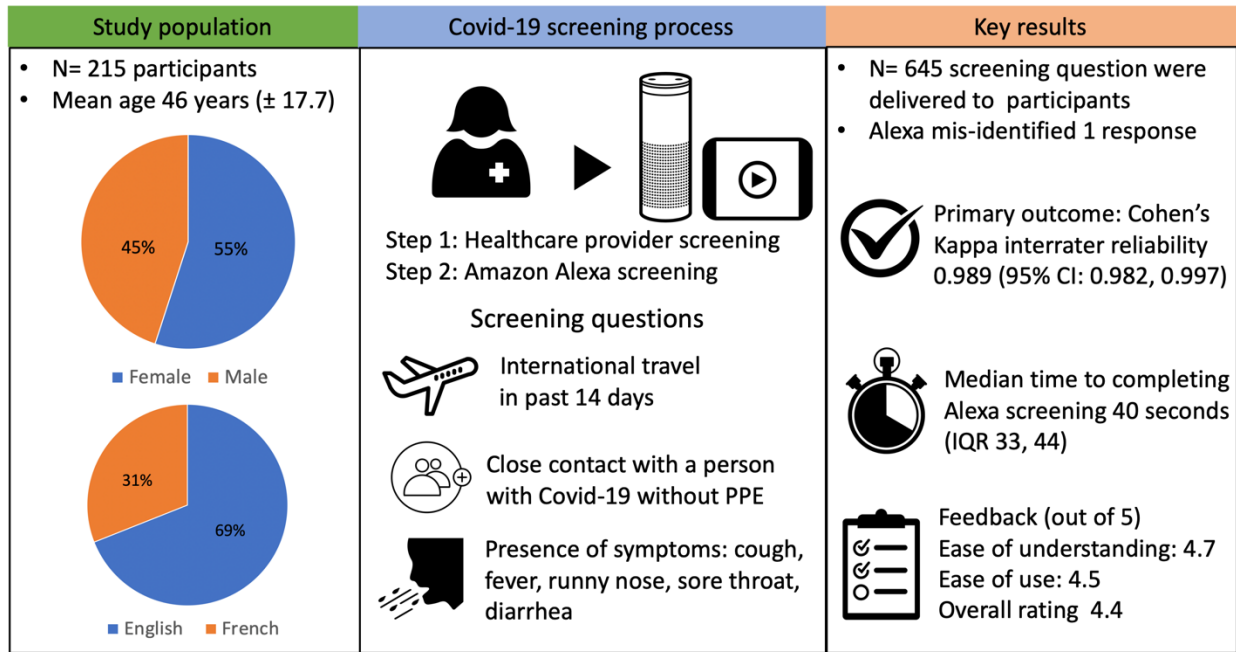 Study population
• N= 215 participants
• Mean age 46 years (± 17.7)
45%
55%
Female Male
31%
69%
English French
Covid-19 screening process
Step 1: Healthcare provider screening
Step 2: Amazon Alexa screening
Screening questions
International travel
in past 14 days
Close contact with a person
with Covid-19 without PPE
Presence of symptoms: cough,
fever, runny nose, sore throat,
diarrhea
Key results
• N= 645 screening question were
delivered to participants
• Alexa mis-identified 1 response
Primary outcome: Cohen's
Kappa interrater reliability
0.989 (95% CI: 0.982, 0.997)
Median time to completing
Alexa screening 40 seconds
(IQR 33, 44)
Feedback (out of 5)
Ease of understanding: 4.7
Ease of use: 4.5
Overall rating 4.4